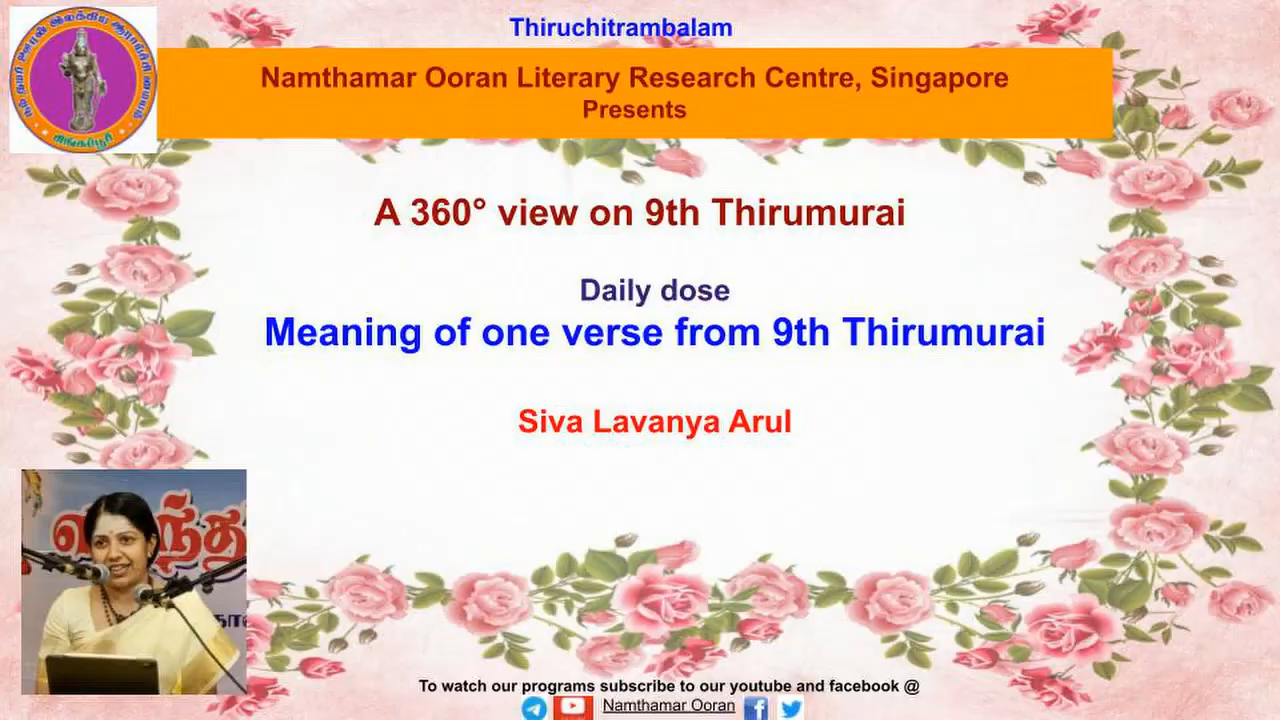 Thiruchitrambalam
Namthamar Ooran Literary Research Centre, Singapore
Presents
A 360° view on 9th Thirumurai
Daily dose
Meaning of one verse from 9th Thirumurai
Siva Lavanya Arul
To watch our programs subscribe to our youtube and facebook @
Namthamar Ooran